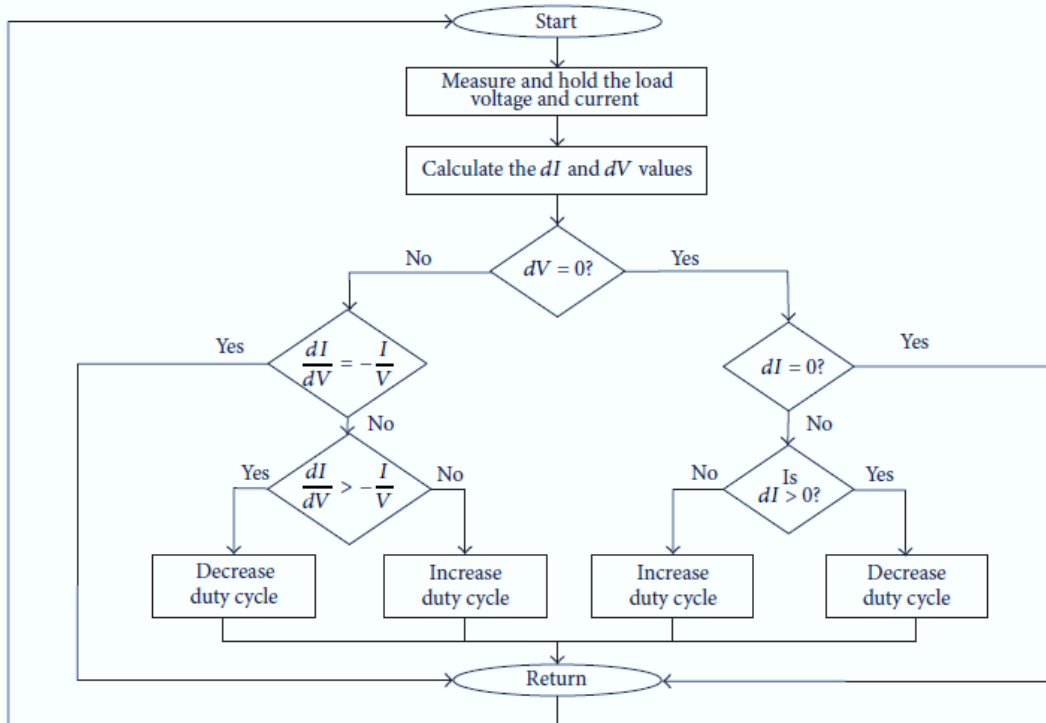 Start
Measure and hold the load
voltage and current
Calculate the dI and dV values
No
dV = 0?
Yes
Yes
dI/dV = -I/V
dI = 0?
Yes
No
No
Yes
dI/dV > -I/V
No
No
Is
dI > 0?
Yes
Decrease
duty cycle
Increase
duty cycle
Increase
duty cycle
Decrease
duty cycle
Return